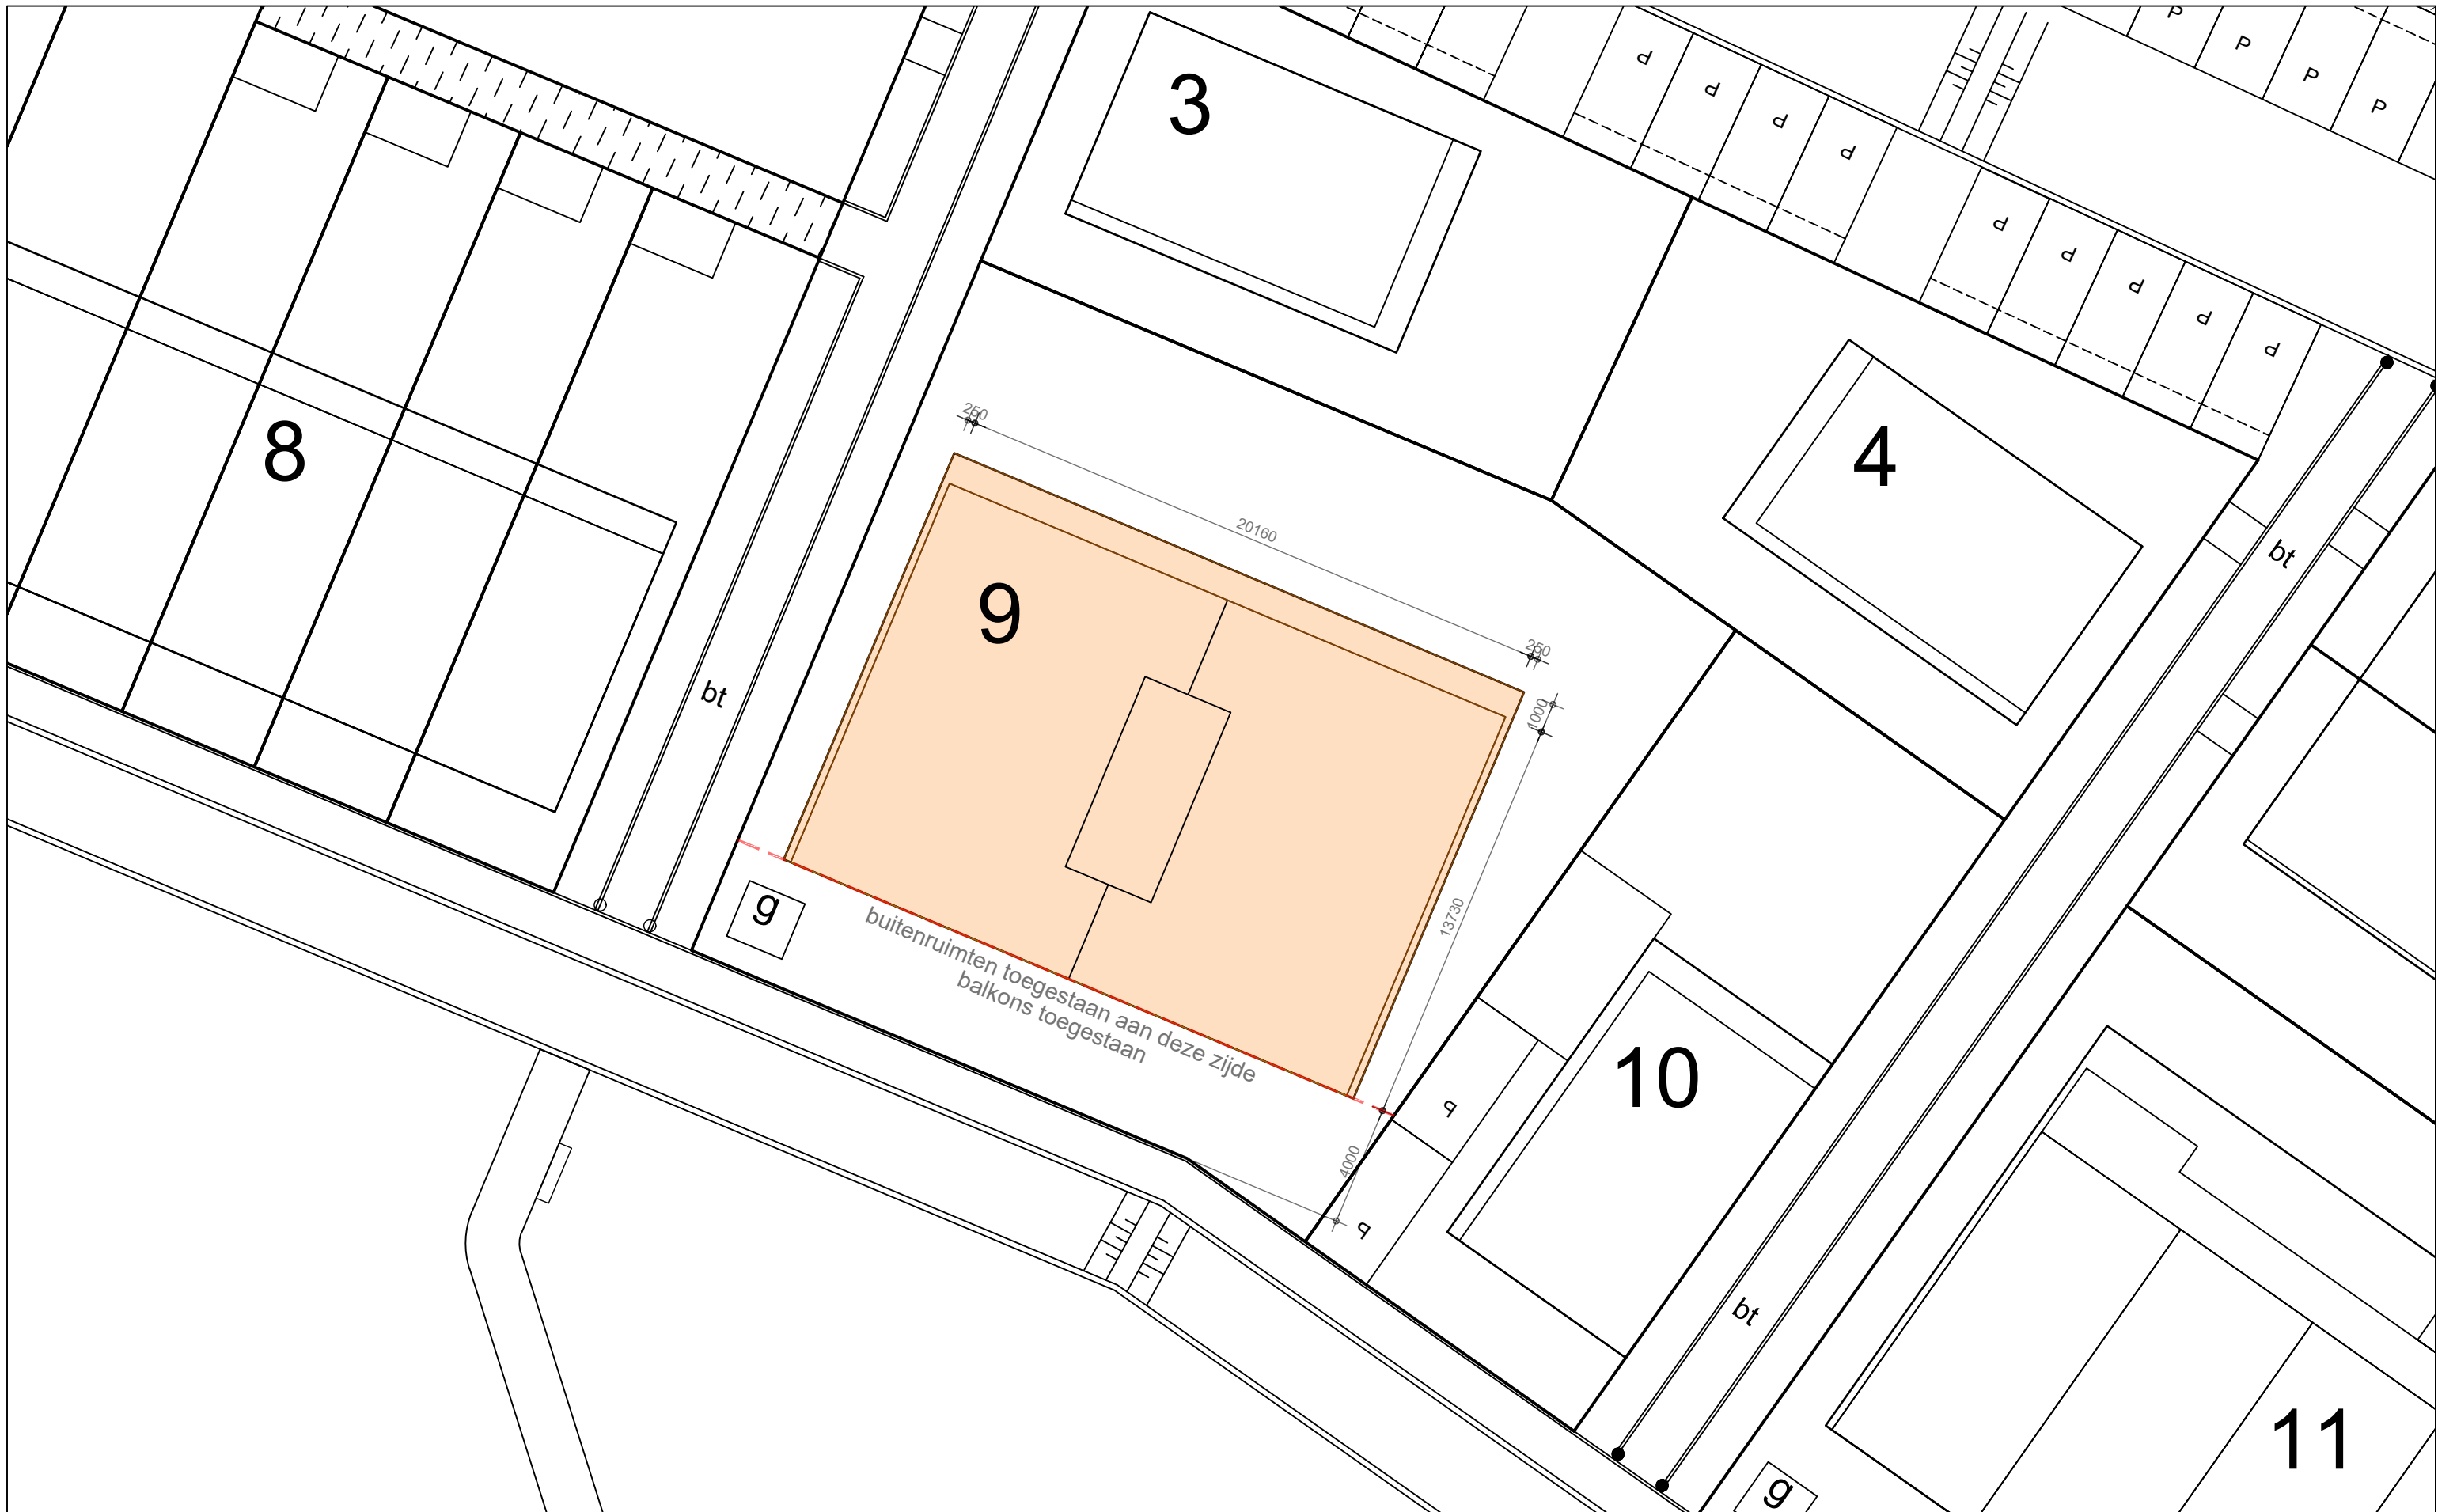 P
P
P
P
3
P
P
P
P
P
P
P
P
P
250
8
4
20160
bt
9
250
bt
1000
g
13730
buitenruimten toegestaan aan deze zijde
balkons toegestaan
10
P
4000
P
bt
11
g